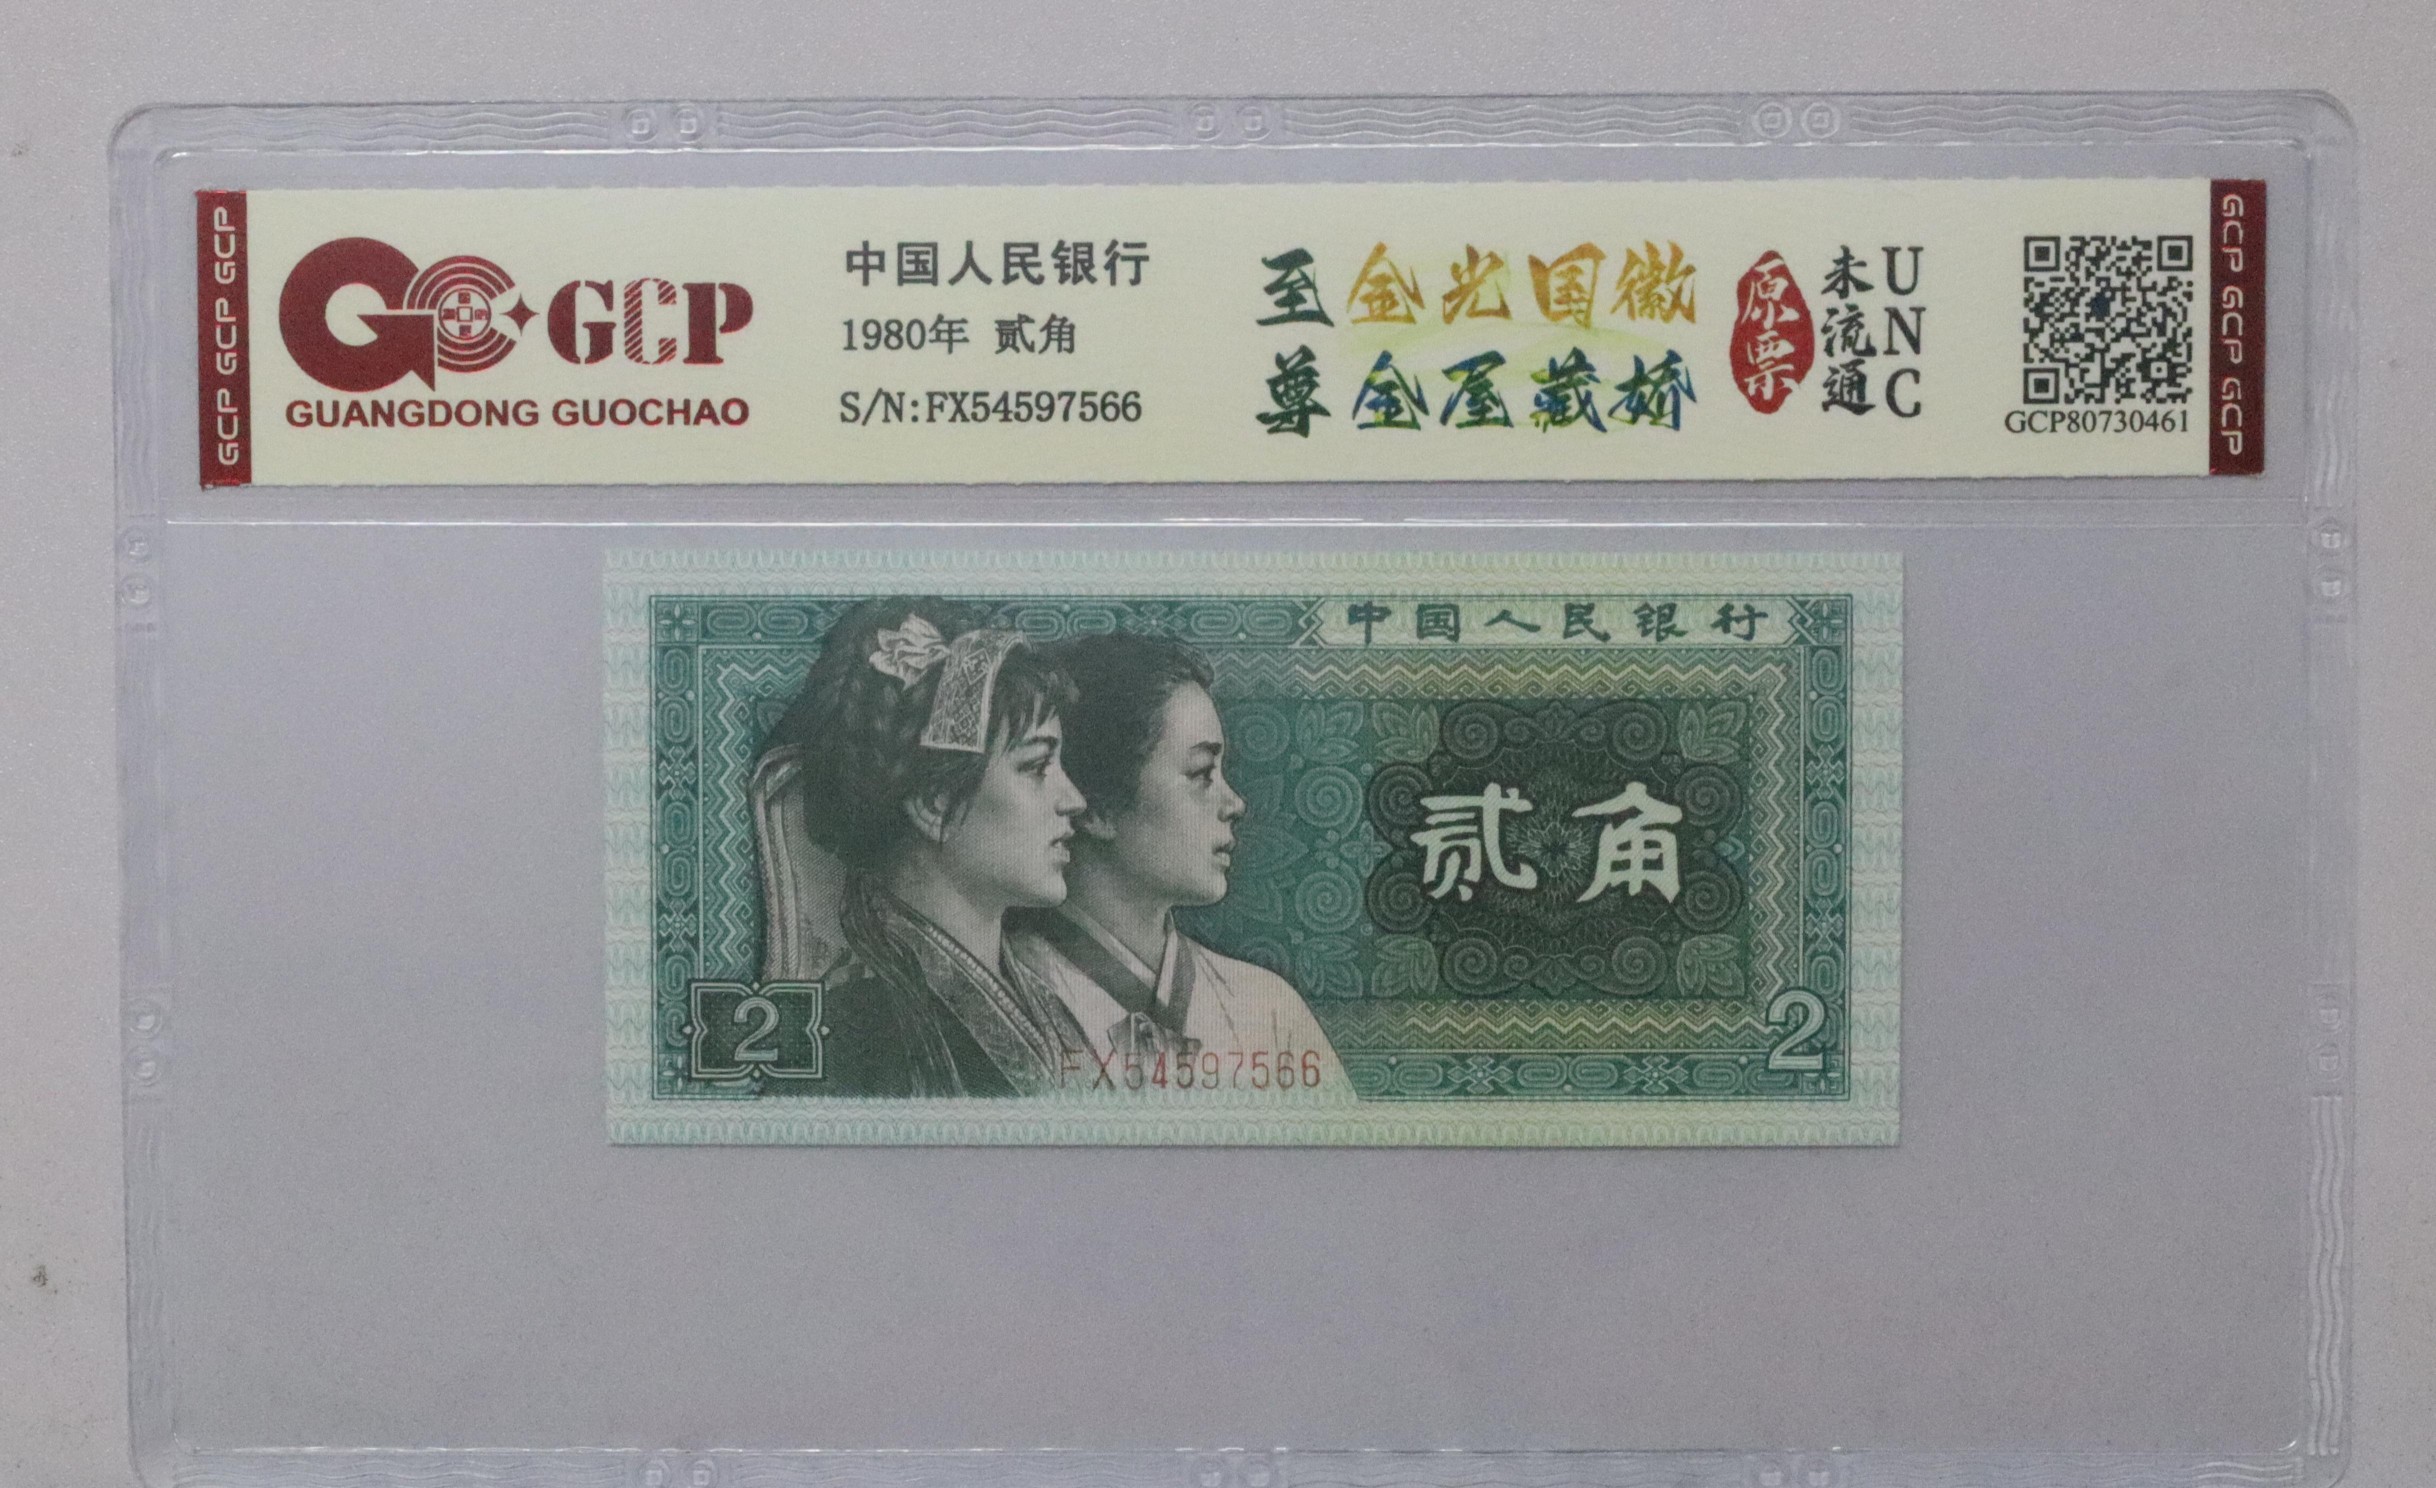 GCP GCP GCP
GCP
GUANGDONG GUOCHAO
中国人民银行
1980年 贰角
S/N:FX54597566
至尊
金光国徽
金屋藏娇
原票
未流通
UNC
GCP80730461
GCP GCP GCP
中国人民银行
贰角
2
FX54597566
2